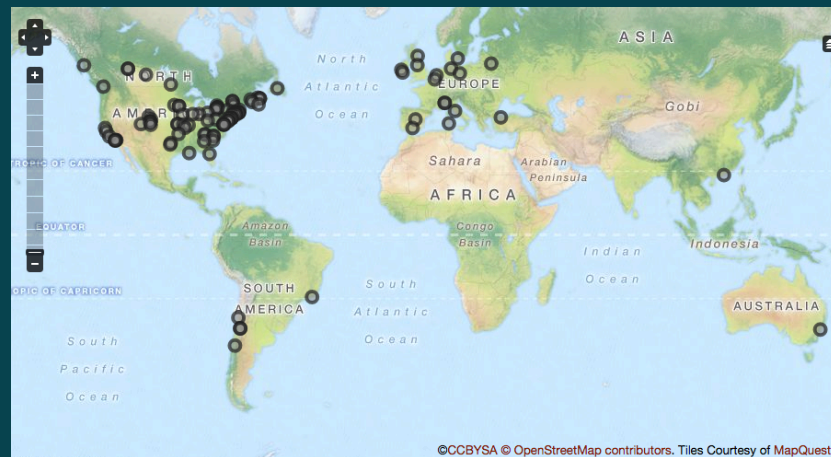 ASIA
North
Atlantic
Ocean
NORTH
AMERI
EUROPE
Gobi
TROPIC OF CANCER
Sahara
Arabian
Peninsula
AFRICA
EQUATOR
Amazon
Basin
Congo
Basin
Indian
Ocean
Indonesia
OPIC OF CAPRICORN
SOUTH
AMERICA
South
Atlantic
Ocean
AUSTRALIA
South
Pacific
Ocean
©CCBYSA © OpenStreetMap contributors. Tiles Courtesy of MapQuest